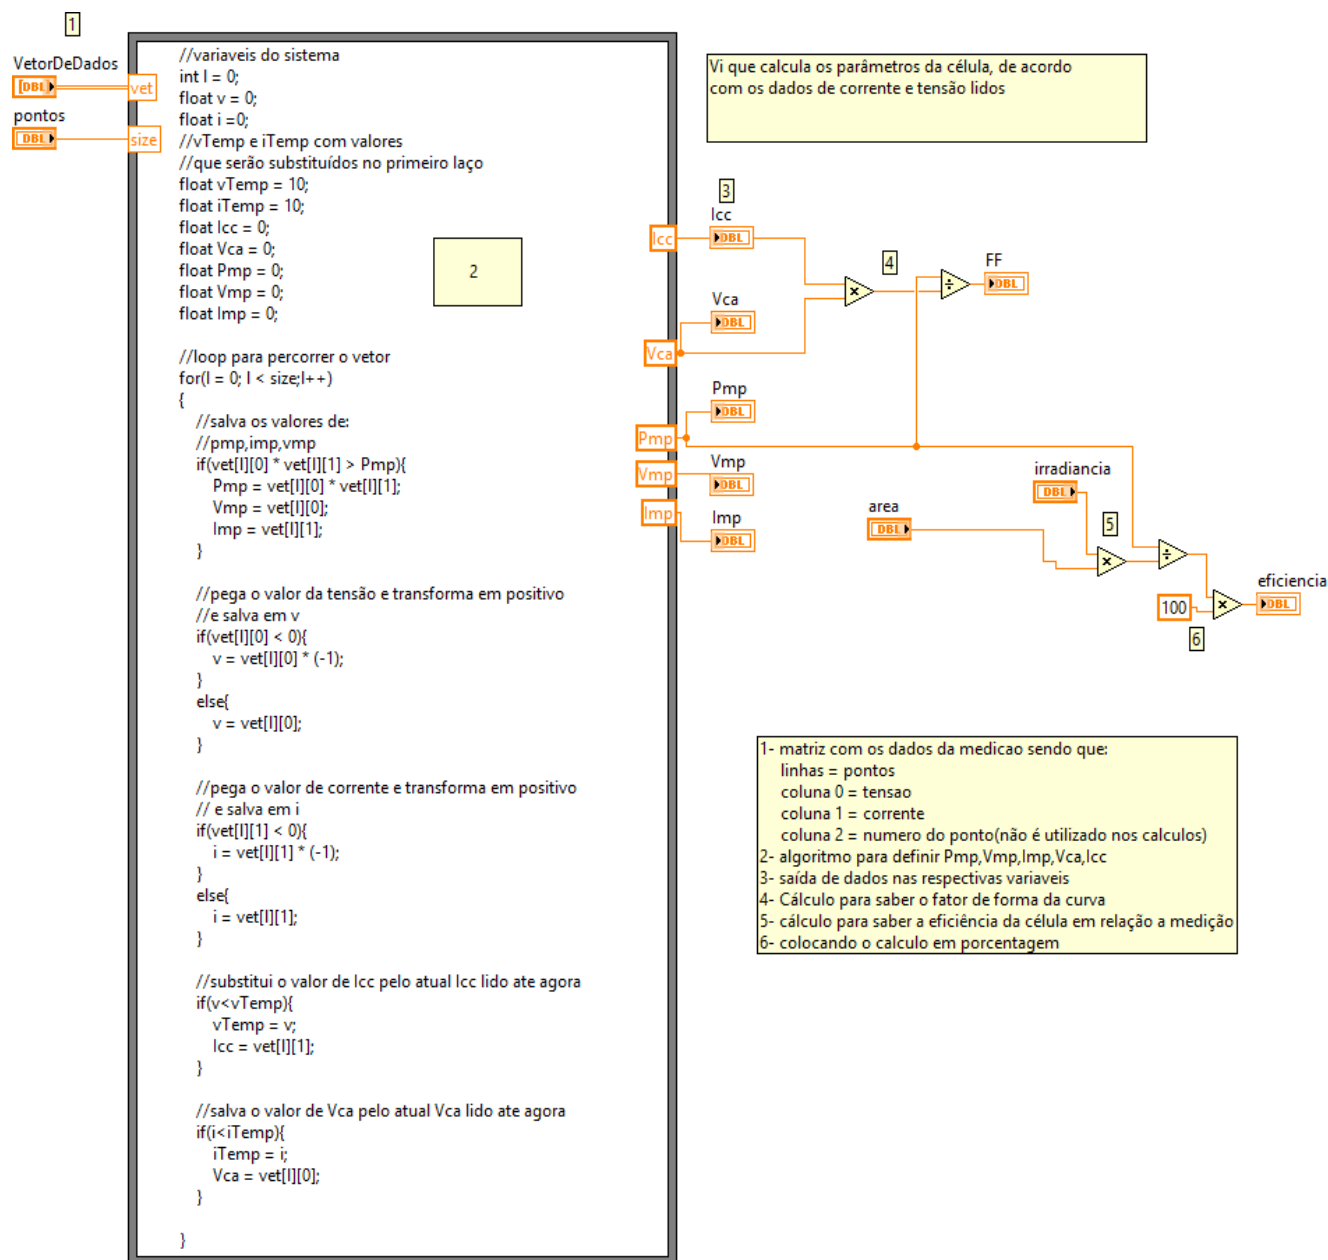 1
VetorDeDados
DBL
vet
pontos
DBL
size
//variaveis do sistema
int l = 0;
float v = 0;
float i =0;
//vTemp e iTemp com valores
//que serão substituídos no primeiro laço
float vTemp = 10;
float iTemp = 10;
float Icc = 0;
float Vca = 0;
float Pmp = 0;
float Vmp = 0;
float Imp = 0;
2
//loop para percorrer o vetor
for(l = 0; l < size;l++)
{
//salva os valores de:
//pmp,imp,vmp
if(vet[l][0] * vet[l][1] > Pmp){
Pmp = vet[l][0] * vet[l][1];
Vmp = vet[l][0];
Imp = vet[l][1];
}
//pega o valor da tensão e transforma em positivo
//e salva em v
if(vet[l][0] < 0){
v = vet[l][0] * (-1);
}
else{
v = vet[l][0];
}
//pega o valor de corrente e transforma em positivo
// e salva em i
if(vet[l][1] < 0){
i = vet[l][1] * (-1);
}
else{
i = vet[l][1];
}
//substitui o valor de Icc pelo atual Icc lido ate agora
if(v<vTemp){
vTemp = v;
Icc = vet[l][1];
}
//salva o valor de Vca pelo atual Vca lido ate agora
if(i<iTemp){
iTemp = i;
Vca = vet[l][0];
}
}
Vi que calcula os parâmetros da célula, de acordo
com os dados de corrente e tensão lidos
3
Icc
Icc
DBL
4
FF
DBL
Vca
DBL
Vca
Pmp
DBL
Pmp
Vmp
Vmp
DBL
Imp
Imp
DBL
irradiancia
DBL
area
DBL
5
eficiencia
100
DBL
6
1- matriz com os dados da medicao sendo que:
linhas = pontos
coluna 0 = tensao
coluna 1 = corrente
coluna 2 = numero do ponto(não é utilizado nos calculos)
2- algoritmo para definir Pmp,Vmp,Imp,Vca,Icc
3- saída de dados nas respectivas variaveis
4- Cálculo para saber o fator de forma da curva
5- cálculo para saber a eficiência da célula em relação a medição
6- colocando o calculo em porcentagem